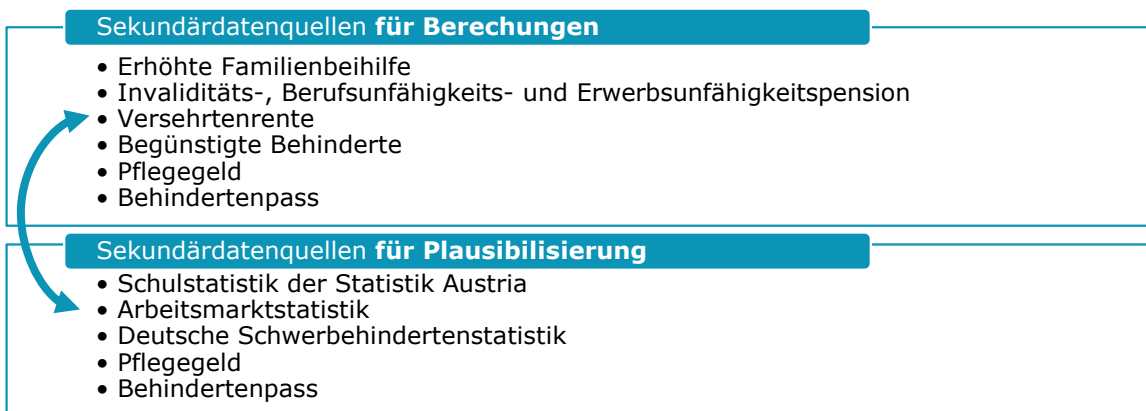 Sekundärdatenquellen für Berechungen
• Erhöhte Familienbeihilfe
• Invaliditäts-, Berufsunfähigkeits- und Erwerbsunfähigkeitspension
• Versehrtenrente
• Begünstigte Behinderte
• Pflegegeld
• Behindertenpass
Sekundärdatenquellen für Plausibilisierung
• Schulstatistik der Statistik Austria
• Arbeitsmarktstatistik
• Deutsche Schwerbehindertenstatistik
• Pflegegeld
• Behindertenpass